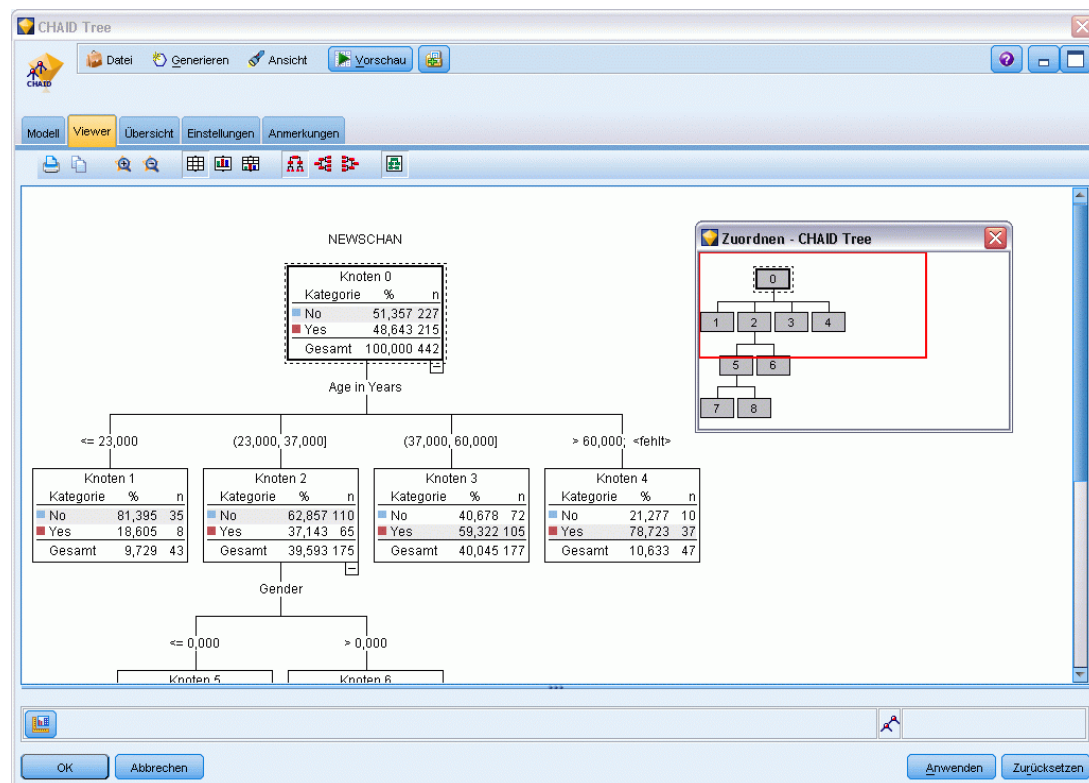 CHAID Tree
CHAID
Datei Generieren Ansicht Vorschau
Modell Viewer Übersicht Einstellungen Anmerkungen
NEWSCHAN
Knoten 0
Kategorie % n
No 51,357 227
Yes 48,643 215
Gesamt 100,000 442
Age in Years
<= 23,000
(23,000, 37,000]
(37,000, 60,000]
> 60,000; <fehlt>
Knoten 1
Kategorie % n
No 81,395 35
Yes 18,605 8
Gesamt 9,729 43
Knoten 2
Kategorie % n
No 62,857 110
Yes 37,143 65
Gesamt 39,593 175
Knoten 3
Kategorie % n
No 40,678 72
Yes 59,322 105
Gesamt 40,045 177
Knoten 4
Kategorie % n
No 21,277 10
Yes 78,723 37
Gesamt 10,633 47
Gender
<= 0,000
> 0,000
Knoten 5
Knoten 6
Zuordnen - CHAID Tree
0
1 2 3 4
5 6
7 8
OK Abbrechen Anwenden Zurücksetzen